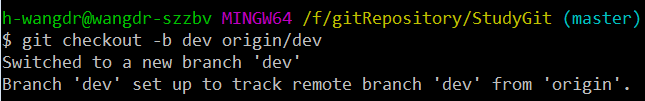 h-wangdr@wangdr-szzbv MINGW64 /f/gitRepository/StudyGit (master)
$ git checkout -b dev origin/dev
Switched to a new branch 'dev'
Branch 'dev' set up to track remote branch 'dev' from 'origin'.